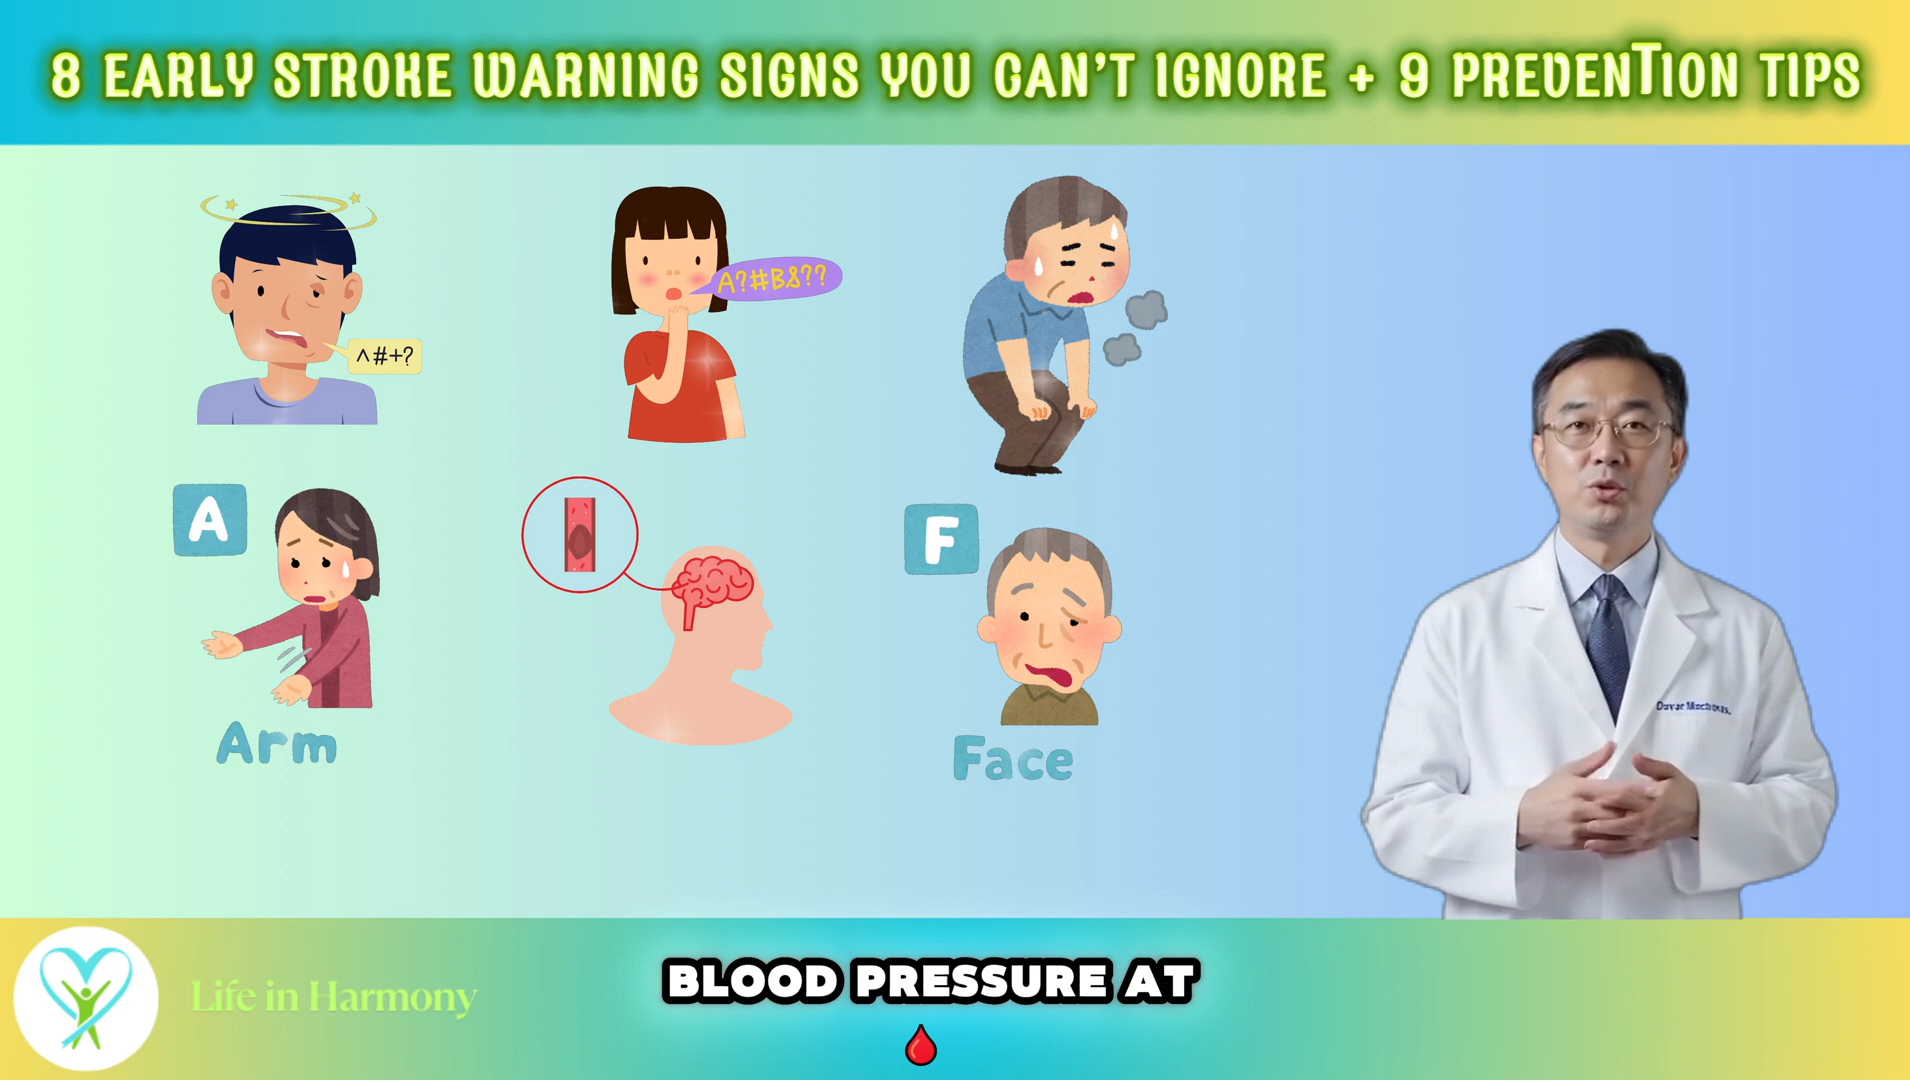 8 EARLY STROKE WARNING SIGNS YOU CAN'T IGNORE + 9 PREVENTION TIPS
A?#B&??
^#+?
A
F
Arm
Face
Life in Harmony
BLOOD PRESSURE AT